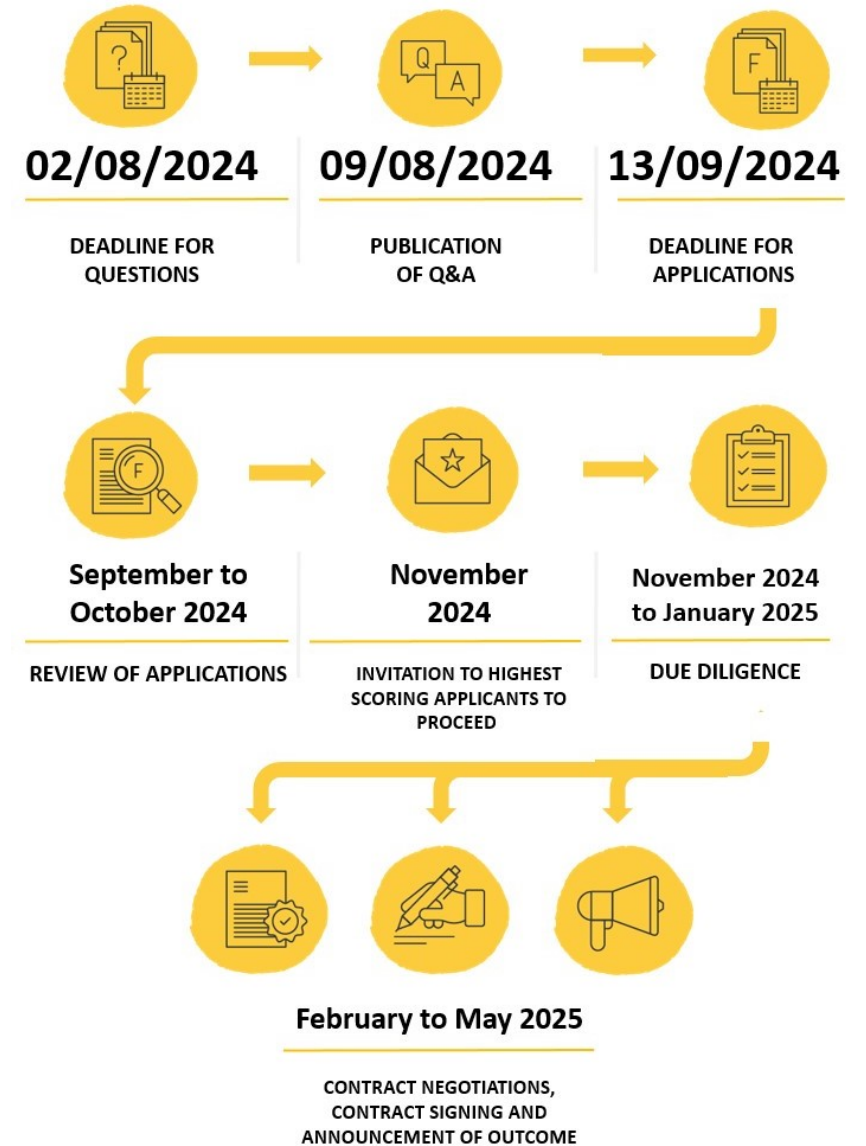 ?
Q
A
F
02/08/2024
09/08/2024
13/09/2024
DEADLINE FOR
QUESTIONS
PUBLICATION
OF Q&A
DEADLINE FOR
APPLICATIONS
F
September to
October 2024
November
2024
November 2024
to January 2025
REVIEW OF APPLICATIONS
INVITATION TO HIGHEST
SCORING APPLICANTS TO
PROCEED
DUE DILIGENCE
February to May 2025
CONTRACT NEGOTIATIONS,
CONTRACT SIGNING AND
ANNOUNCEMENT OF OUTCOME